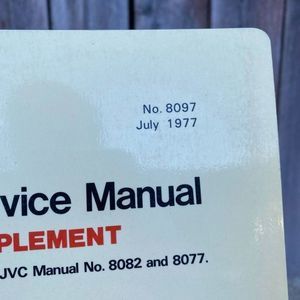 No. 8097
July 1977
vice Manual
PLEMENT
JVC Manual No. 8082 and 8077.